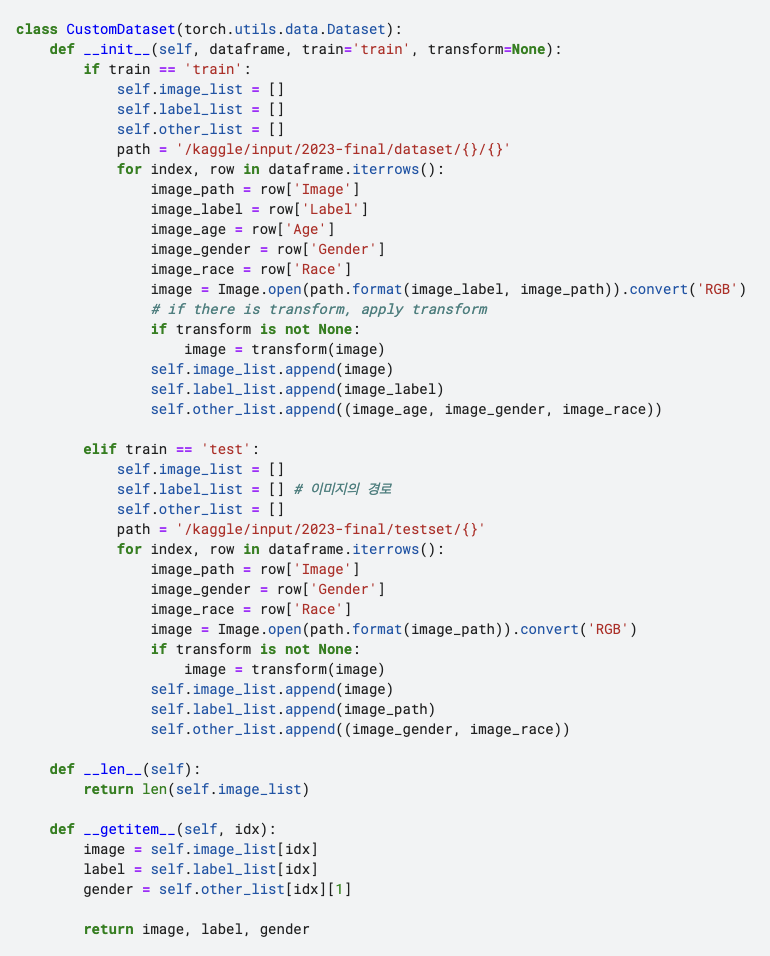 class CustomDataset(torch.utils.data.Dataset):
    def __init__(self, dataframe, train='train', transform=None):
        if train == 'train':
            self.image_list = []
            self.label_list = []
            self.other_list = []
            path = '/kaggle/input/2023-final/dataset/{}/{}'
            for index, row in dataframe.iterrows():
                image_path = row['Image']
                image_label = row['Label']
                image_age = row['Age']
                image_gender = row['Gender']
                image_race = row['Race']
                image = Image.open(path.format(image_label, image_path)).convert('RGB')
                # if there is transform, apply transform
                if transform is not None:
                    image = transform(image)
                self.image_list.append(image)
                self.label_list.append(image_label)
                self.other_list.append((image_age, image_gender, image_race))

        elif train == 'test':
            self.image_list = []
            self.label_list = [] # 이미지의 경로
            self.other_list = []
            path = '/kaggle/input/2023-final/testset/{}'
            for index, row in dataframe.iterrows():
                image_path = row['Image']
                image_gender = row['Gender']
                image_race = row['Race']
                image = Image.open(path.format(image_path)).convert('RGB')
                if transform is not None:
                    image = transform(image)
                self.image_list.append(image)
                self.label_list.append(image_path)
                self.other_list.append((image_gender, image_race))

    def __len__(self):
        return len(self.image_list)

    def __getitem__(self, idx):
        image = self.image_list[idx]
        label = self.label_list[idx]
        gender = self.other_list[idx][1]

        return image, label, gender